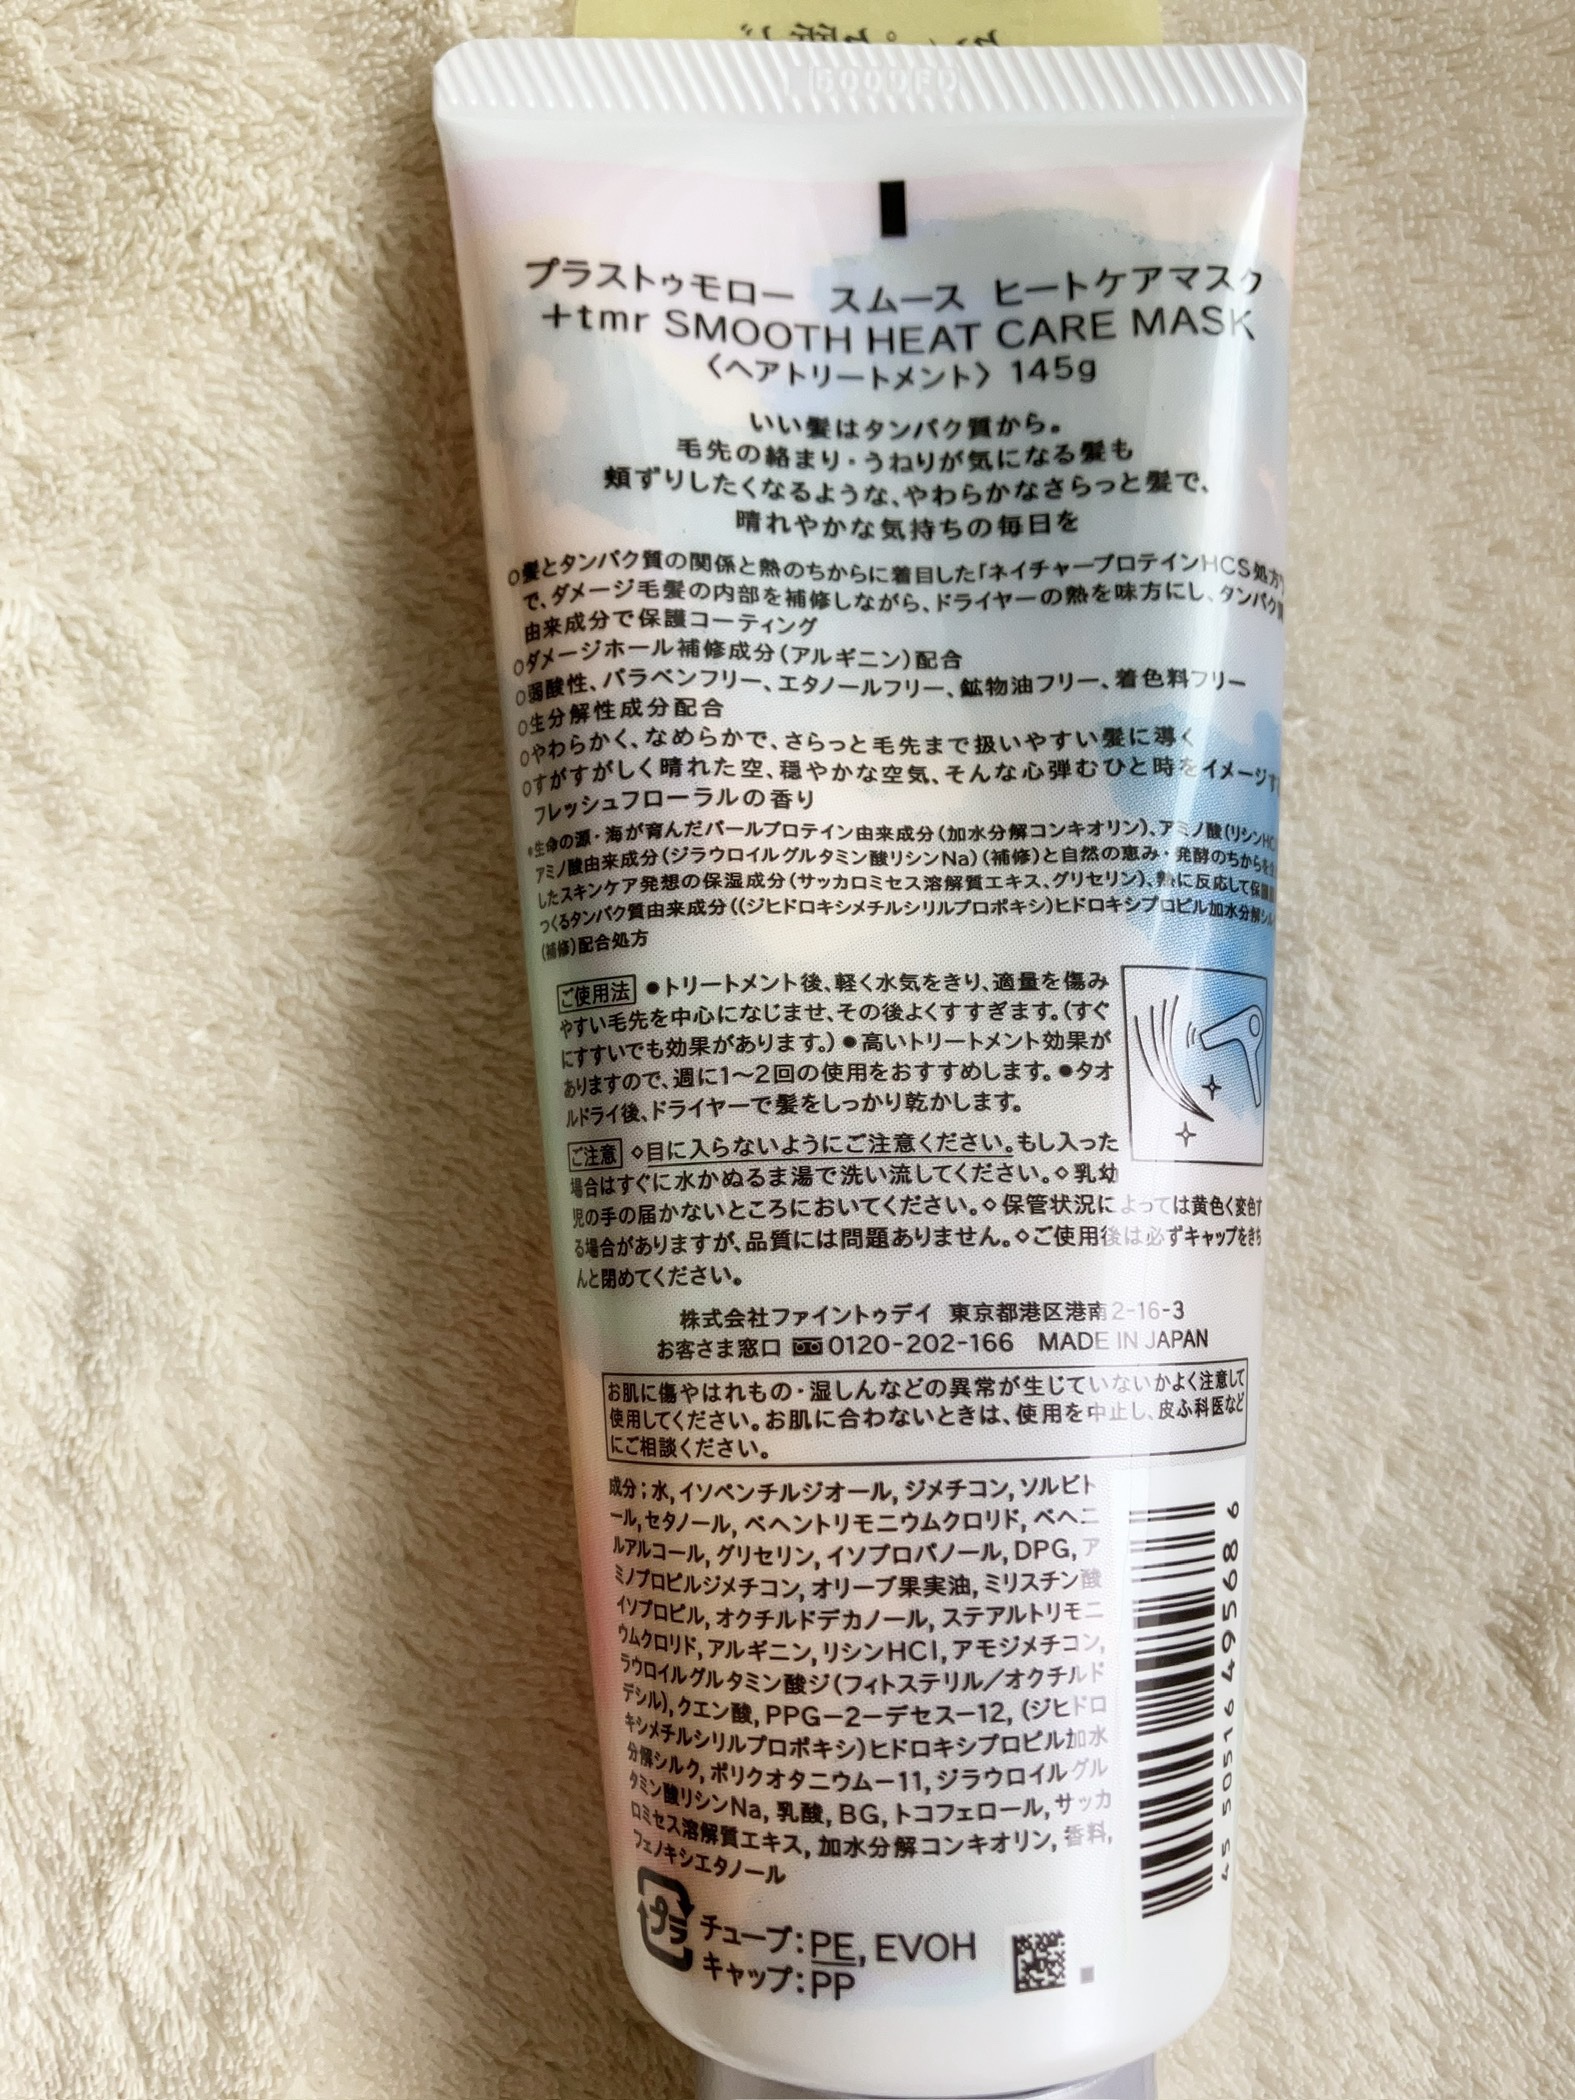 プラストゥモロー スムース ヒートケアマスク
+tmr SMOOTH HEAT CARE MASK
〈ヘアトリートメント〉 145g
いい髪はタンパク質から。
毛先の絡まり・うねりが気になる髪も
頬ずりしたくなるような、やわらかなさらっと髪で、
晴れやかな気持ちの毎日を
○髪とタンパク質の関係と熱のちからに着目した「ネイチャープロテインHCS処方*」
で、ダメージ毛髪の内部を補修しながら、ドライヤーの熱を味方にし、タンパク質
由来成分で保護コーティング
○ダメージホール補修成分（アルギニン）配合
○弱酸性、パラベンフリー、エタノールフリー、鉱物油フリー、着色料フリー
○生分解性成分配合
○やわらかく、なめらかで、さらっと毛先まで扱いやすい髪に導く
○すがすがしく晴れた空、穏やかな空気、そんな心弾むひと時をイメージす
フレッシュフローラルの香り
*生命の源・海が育んだパールプロテイン由来成分（加水分解コンキオリン）、アミノ酸（リシンHC
アミノ酸由来成分（ジラウロイルグルタミン酸リシンNa）（補修）と自然の恵み・発酵のちからを
したスキンケア発想の保湿成分（サッカロミセス溶解質エキス、グリセリン）、熱に反応して保護
つくるタンパク質由来成分（（ジヒドロキシメチルシリルプロポキシ）ヒドロキシプロピル加水分解シル
（補修）配合処方
ご使用法 ●トリートメント後、軽く水気をきり、適量を傷み
やすい毛先を中心になじませ、その後よくすすぎます。（すぐ
にすすいでも効果があります。）●高いトリートメント効果が
ありますので、週に1〜2回の使用をおすすめします。●タオ
ルドライ後、ドライヤーで髪をしっかり乾かします。
ご注意 ◇目に入らないようにご注意ください。もし入った
場合はすぐに水かぬるま湯で洗い流してください。◇乳幼
児の手の届かないところにおいてください。◇保管状況によっては黄色く変色す
る場合がありますが、品質には問題ありません。◇ご使用後は必ずキャップをきち
んと閉めてください。
株式会社ファイントゥデイ 東京都港区港南2-16-3
お客さま窓口 0120-202-166 MADE IN JAPAN
お肌に傷やはれもの・湿しんなどの異常が生じていないかよく注意して
使用してください。お肌に合わないときは、使用を中止し、皮ふ科医など
にご相談ください。
成分；水,イソペンチルジオール,ジメチコン,ソルビト
ール,セタノール,ベヘントリモニウムクロリド,ベヘニ
ルアルコール,グリセリン,イソプロパノール,DPG,ア
ミノプロピルジメチコン,オリーブ果実油,ミリスチン酸
イソプロピル,オクチルドデカノール,ステアルトリモニ
ウムクロリド,アルギニン,リシンHCl,アモジメチコン,
ラウロイルグルタミン酸ジ（フィトステリル／オクチルド
デシル）,クエン酸,PPG－2－デセス－12,（ジヒドロ
キシメチルシリルプロポキシ）ヒドロキシプロピル加水
分解シルク,ポリクオタニウム－11,ジラウロイルグル
タミン酸リシンNa,乳酸,BG,トコフェロール,サッカ
ロミセス溶解質エキス,加水分解コンキオリン,香料,
フェノキシエタノール
4 550516 495686
プラ
チューブ：PE, EVOH
キャップ：PP